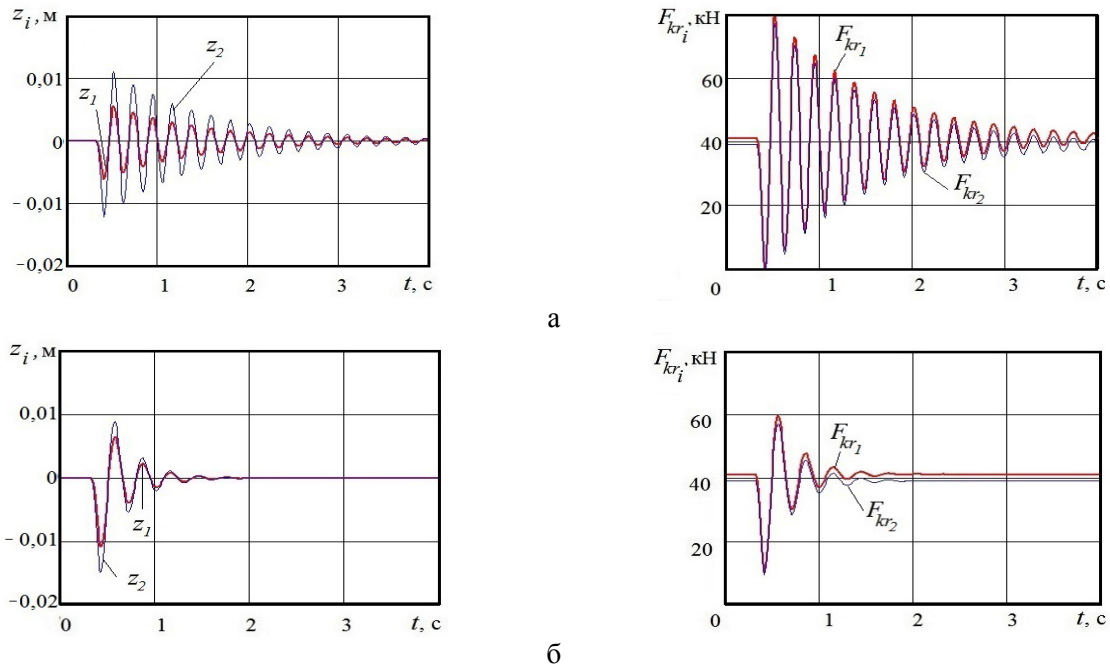 z_i, м
0,01
0
-0,01
-0,02
z_1
z_2
0 1 2 3 t, с
F_kr_i, кН
60
40
20
F_kr_1
F_kr_2
0 1 2 3 t, с
а
z_i, м
0,01
0
-0,01
-0,02
z_1
z_2
0 1 2 3 t, с
F_kr_i, кН
60
40
20
F_kr_1
F_kr_2
0 1 2 3 t, с
б